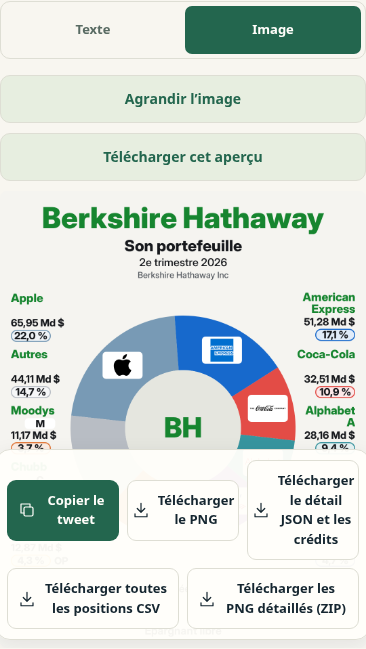 Texte
Image
Agrandir l’image
Télécharger cet aperçu
Berkshire Hathaway
Son portefeuille
2e trimestre 2026
Berkshire Hathaway Inc
Apple
65,95 Md $
22,0 %
Autres
44,11 Md $
14,7 %
Moodys
M
11,17 Md $
3,7 %
American
Express
51,28 Md $
17,1 %
Coca-Cola
32,51 Md $
10,9 %
Alphabet
A
28,16 Md $
9,4 %
BH
Copier le
tweet
Télécharger
le PNG
Télécharger
le détail
JSON et les
crédits
Télécharger toutes
les positions CSV
Télécharger les
PNG détaillés (ZIP)